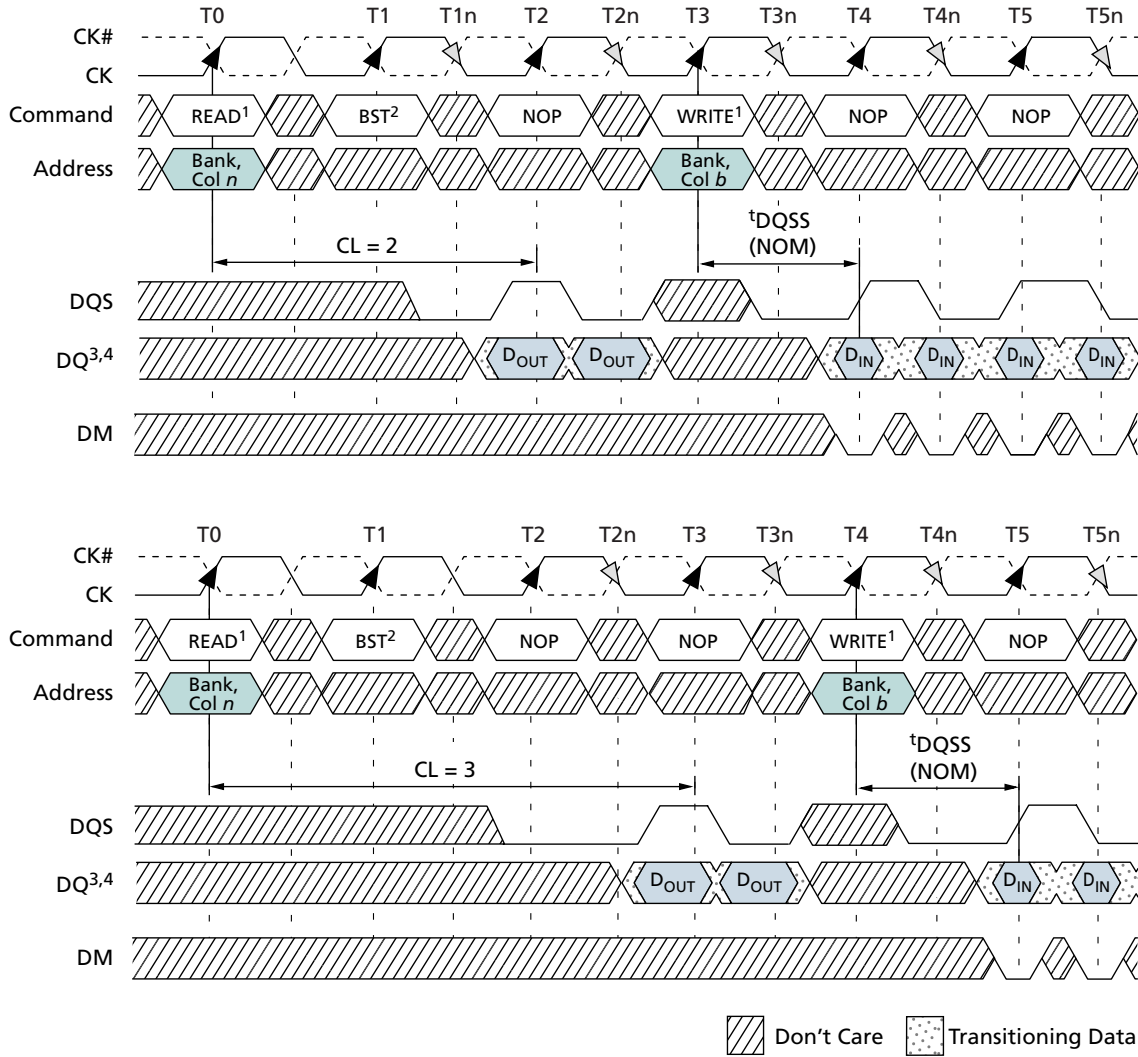 T0 T1 T1n T2 T2n T3 T3n T4 T4n T5 T5n
CK#
CK
Command READ¹ BST² NOP WRITE¹ NOP NOP
Address Bank, Col n Bank, Col b
CL = 2
ᵗDQSS
(NOM)
DQS
DQ³,⁴ DOUT DOUT DIN DIN DIN DIN
DM
T0 T1 T2 T2n T3 T3n T4 T4n T5 T5n
CK#
CK
Command READ¹ BST² NOP NOP WRITE¹ NOP
Address Bank, Col n Bank, Col b
CL = 3
ᵗDQSS
(NOM)
DQS
DQ³,⁴ DOUT DOUT DIN DIN
DM
Don't Care Transitioning Data